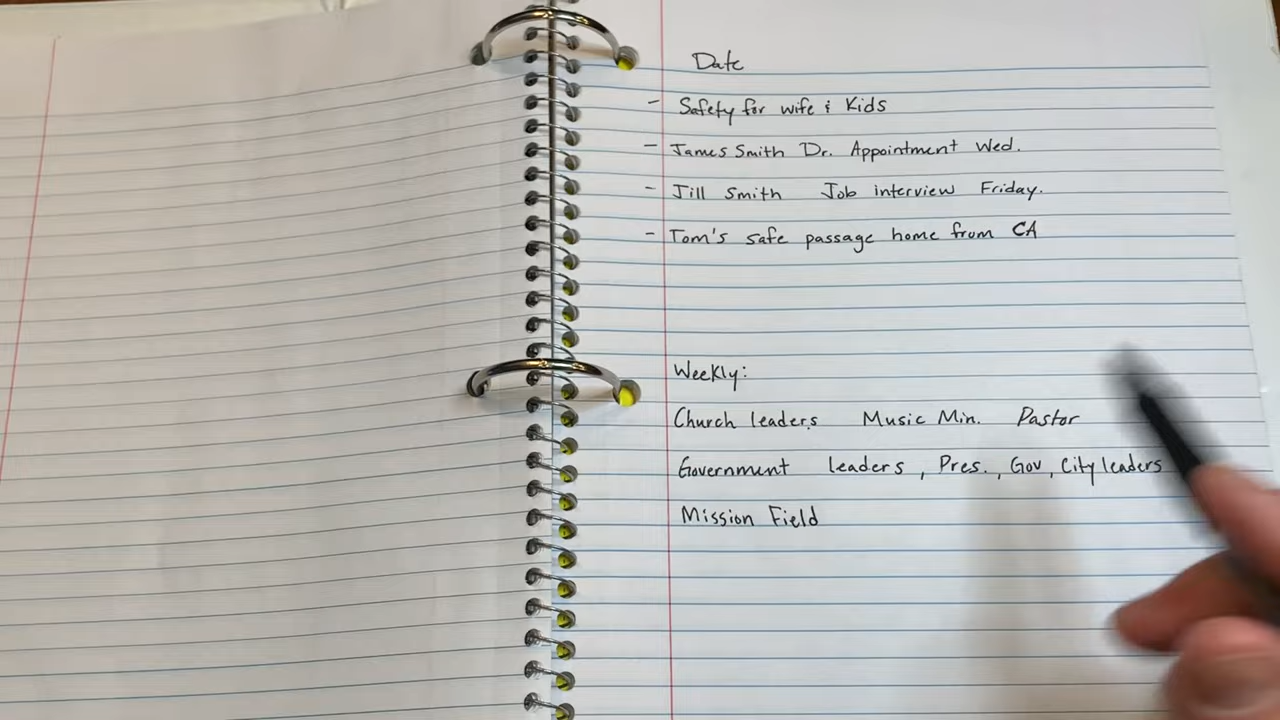 Date
- Safety for wife & Kids
- James Smith Dr. Appointment Wed.
- Jill Smith Job interview Friday.
- Tom's safe passage home from CA
Weekly:
Church leaders Music Min. Pastor
Government leaders, Pres., Gov, City leaders
Mission Field